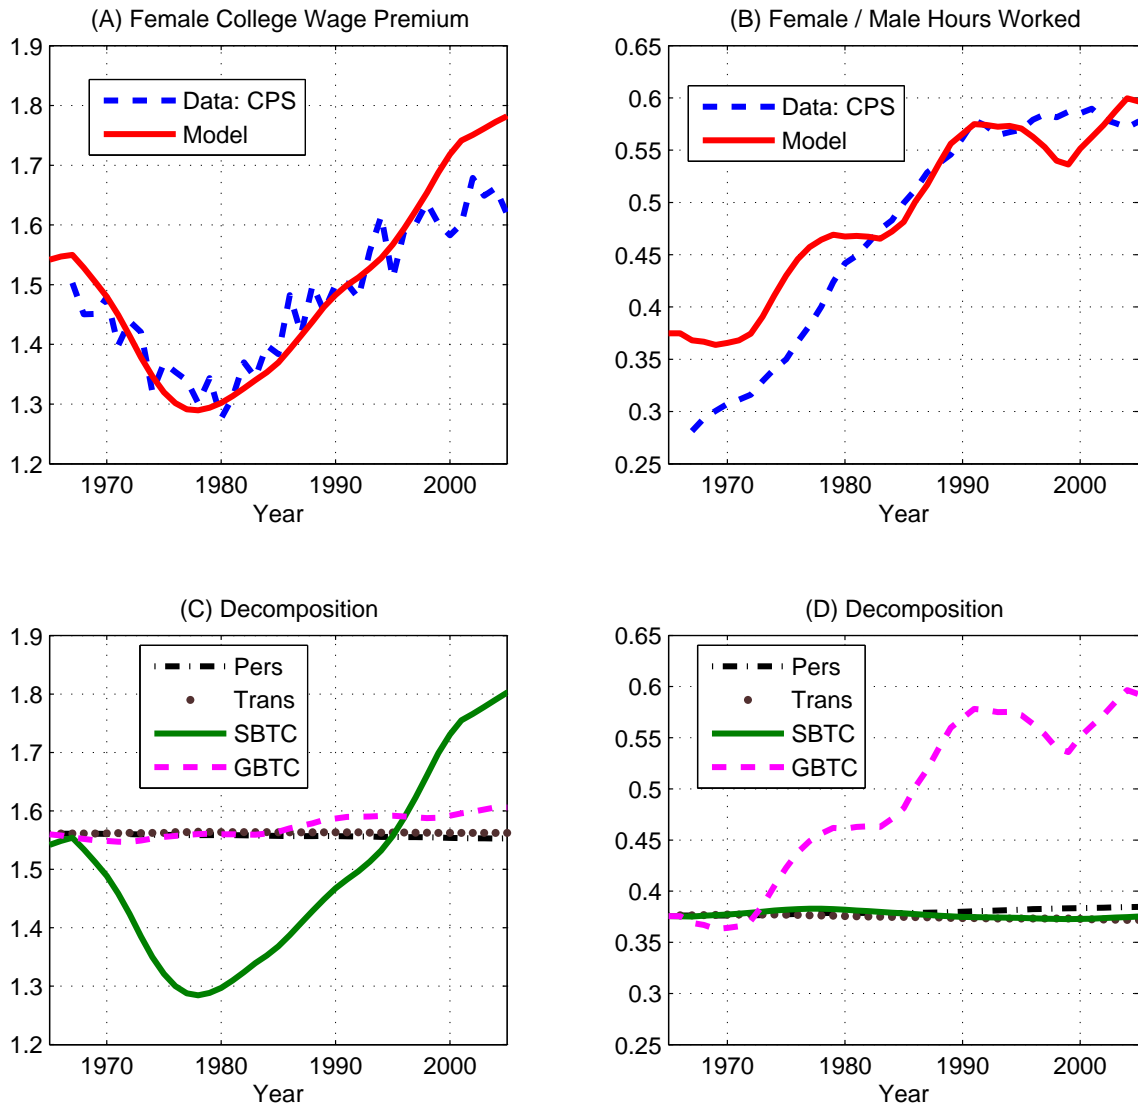 (A) Female College Wage Premium
1.9
1.8
1.7
1.6
1.5
1.4
1.3
1.2
Data: CPS
Model
1970 1980 1990 2000
Year
(B) Female / Male Hours Worked
0.65
0.6
0.55
0.5
0.45
0.4
0.35
0.3
0.25
Data: CPS
Model
1970 1980 1990 2000
Year
(C) Decomposition
1.9
1.8
1.7
1.6
1.5
1.4
1.3
1.2
Pers
Trans
SBTC
GBTC
1970 1980 1990 2000
Year
(D) Decomposition
0.65
0.6
0.55
0.5
0.45
0.4
0.35
0.3
0.25
Pers
Trans
SBTC
GBTC
1970 1980 1990 2000
Year